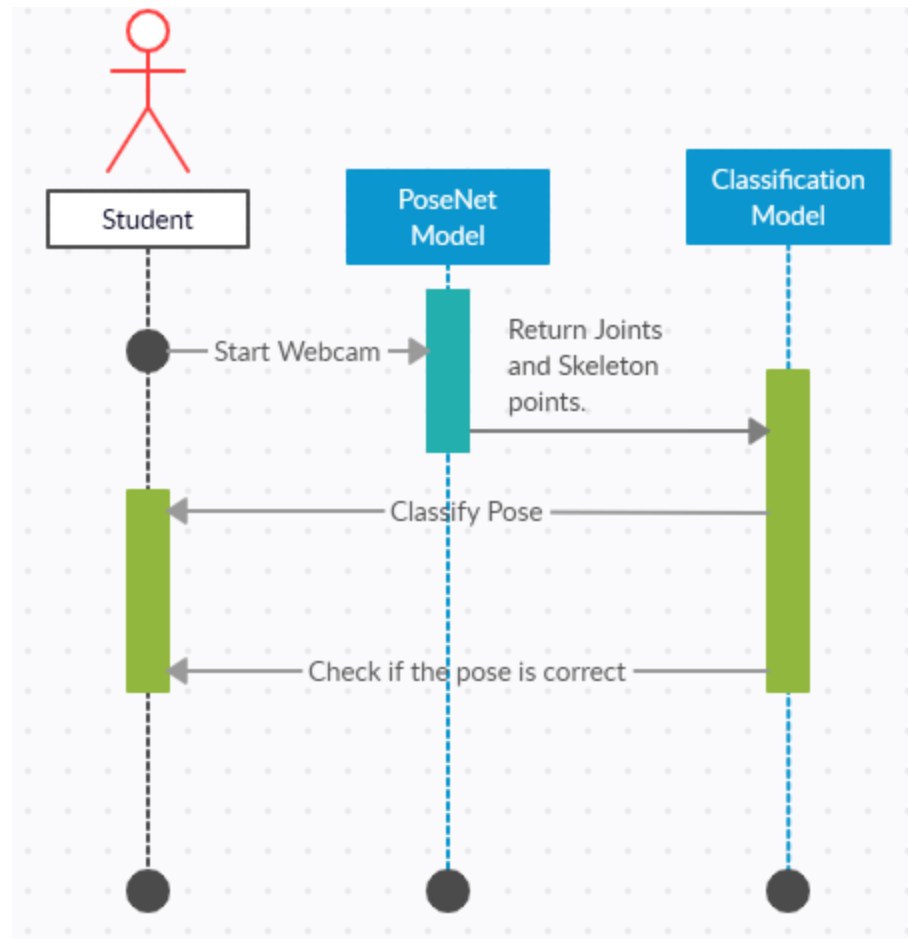 Student
PoseNet
Model
Classification
Model
Start Webcam
Return Joints
and Skeleton
points.
Classify Pose
Check if the pose is correct